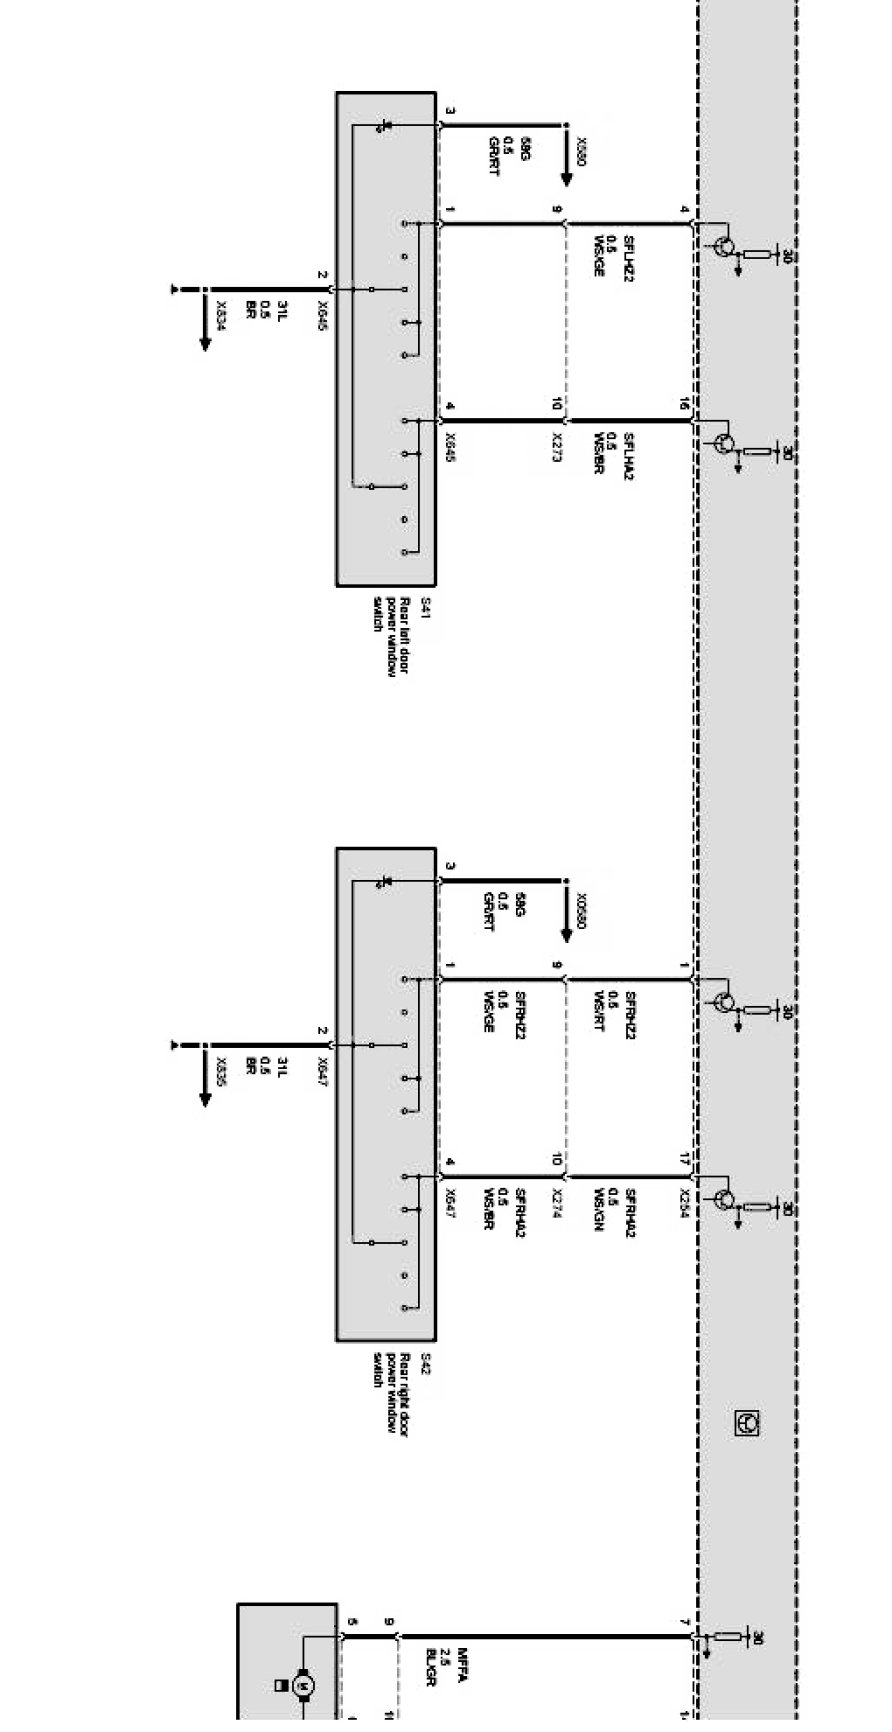 30
30
30
30
30
4
16
1
17
X254
7
SFLHZ2
0.5
WS/GE
SFLHA2
0.5
WS/BR
SFRHZ2
0.5
WS/RT
SFRHA2
0.5
WS/GN
X580
9
10
X273
X0580
9
10
X274
58G
0.5
GR/RT
58G
0.5
GR/RT
SFRHZ2
0.5
WS/GE
SFRHA2
0.5
WS/BR
MFFA
2.5
BL/GR
3
1
4
X645
3
1
4
X647
S41
Rear left door
power window
switch
S42
Rear right door
power window
switch
9
5
M
2
X645
2
X647
31L
0.5
BR
31L
0.5
BR
X834
X835